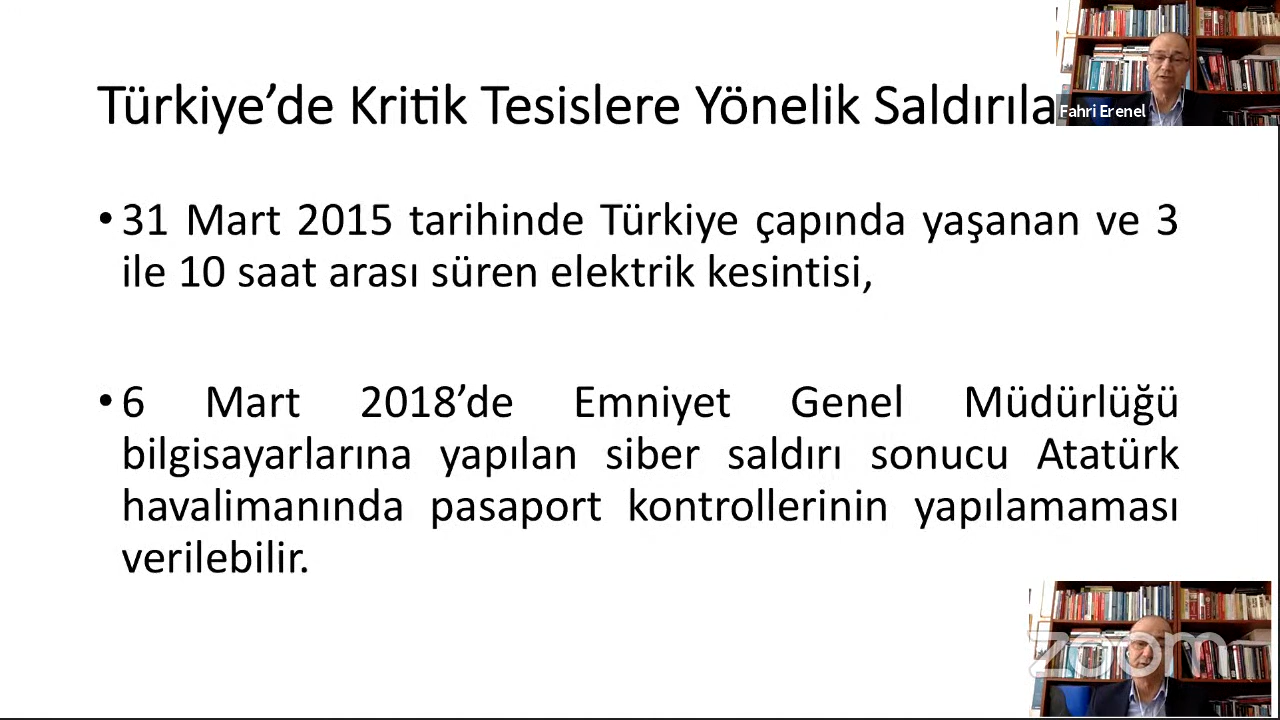 Türkiye’de Kritik Tesislere Yönelik Saldırıla
Fahri Erenel
• 31 Mart 2015 tarihinde Türkiye çapında yaşanan ve 3
ile 10 saat arası süren elektrik kesintisi,
• 6 Mart 2018’de Emniyet Genel Müdürlüğü
bilgisayarlarına yapılan siber saldırı sonucu Atatürk
havalimanında pasaport kontrollerinin yapılamaması
verilebilir.
zoom